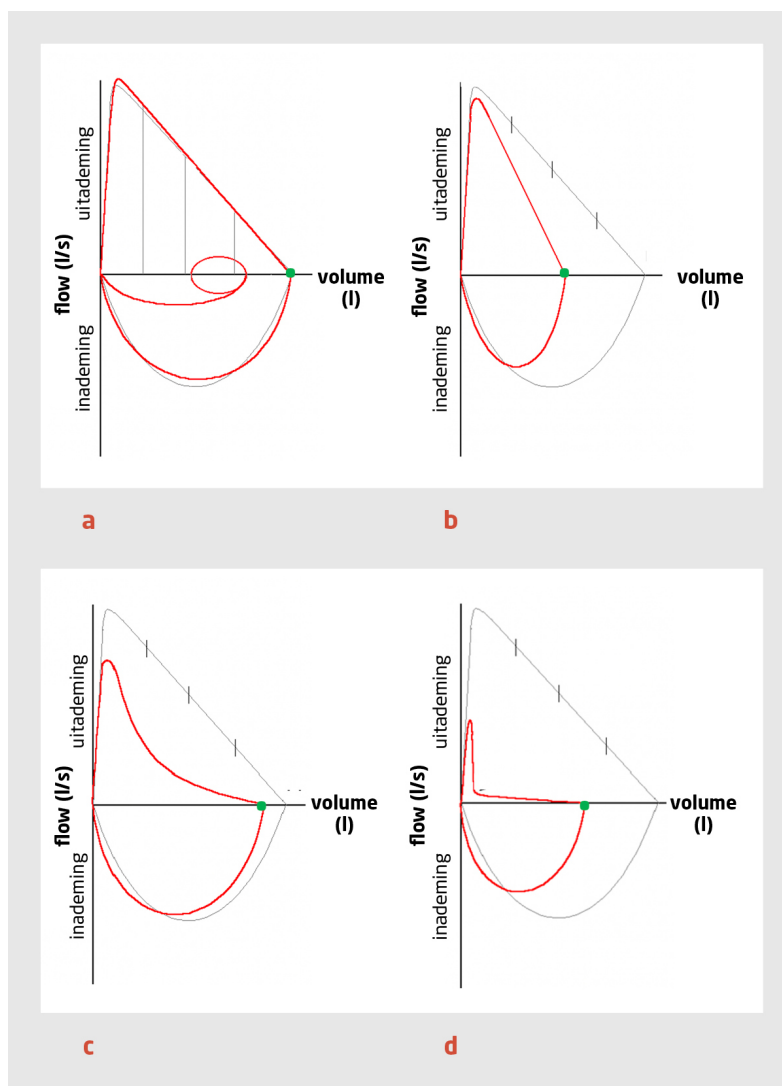 uitademing
inademing
flow (l/s)
volume
(l)
a
uitademing
inademing
flow (l/s)
volume
(l)
b
uitademing
inademing
flow (l/s)
volume
(l)
c
uitademing
inademing
flow (l/s)
volume
(l)
d